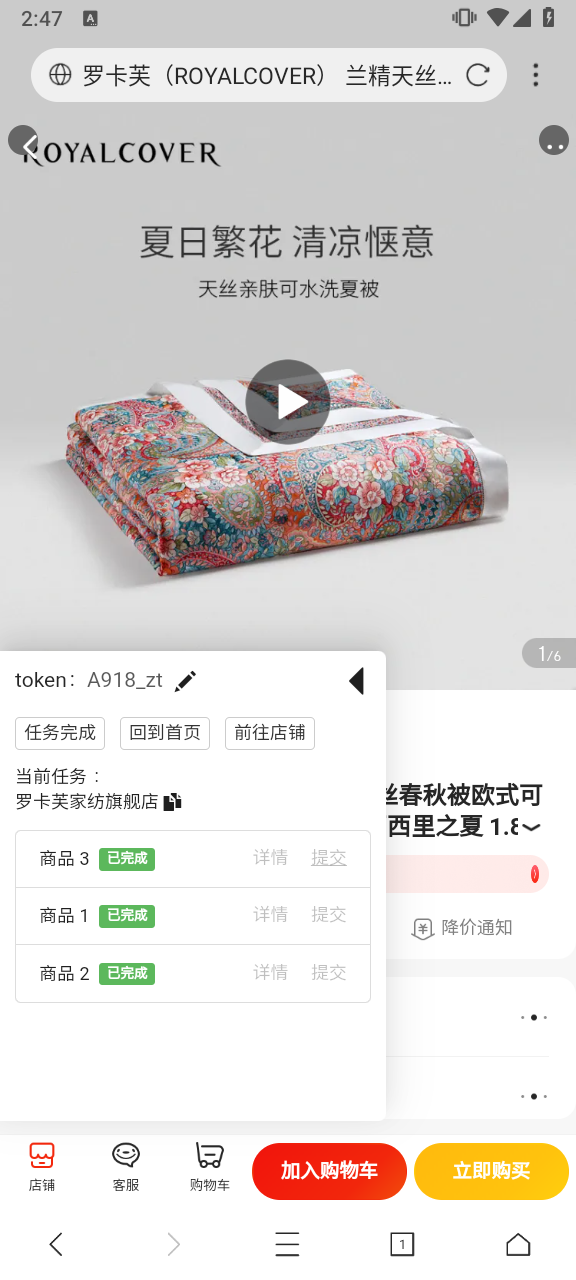 2:47
A
罗卡芙（ROYALCOVER） 兰精天丝...
ROYALCOVER
夏日繁花 清凉惬意
天丝亲肤可水洗夏被
1/6
token： A918_zt
任务完成 回到首页 前往店铺
当前任务：
罗卡芙家纺旗舰店
丝春秋被欧式可
西里之夏 1.8
商品 3 已完成 详情 提交
商品 1 已完成 详情 提交
降价通知
商品 2 已完成 详情 提交
店铺 客服 购物车 加入购物车 立即购买
1